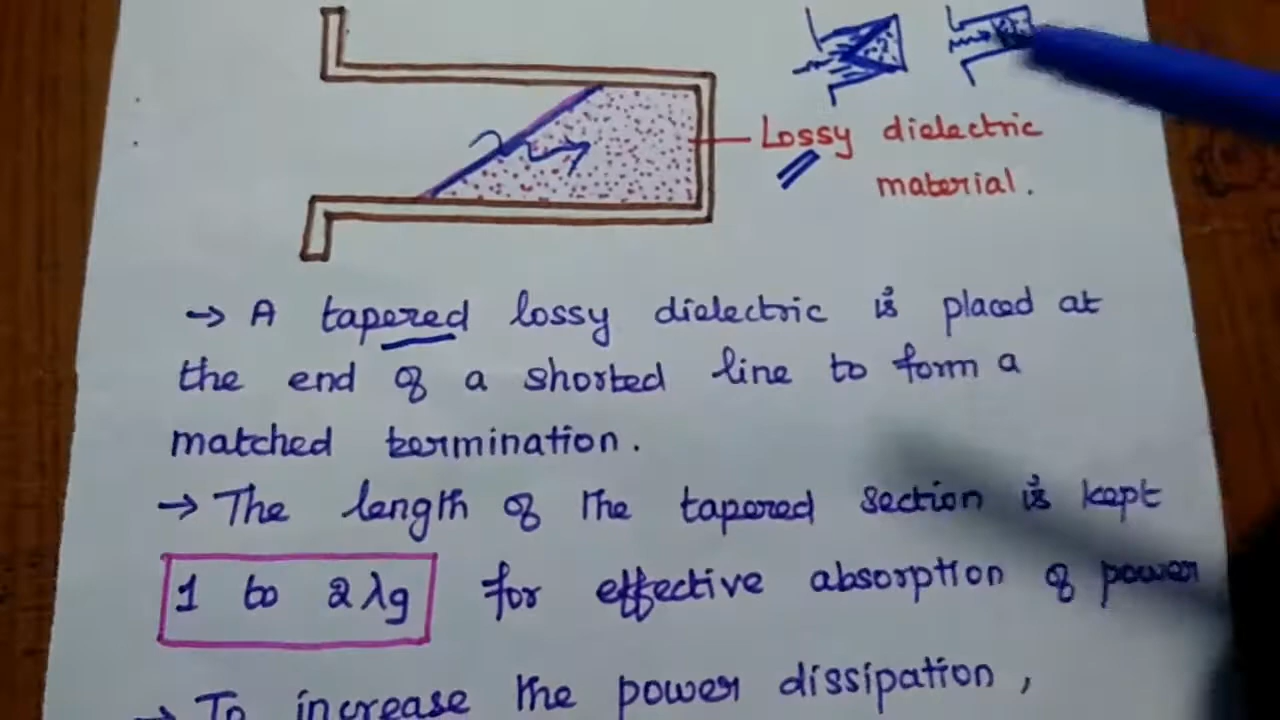 Lossy dielectric
material.
→ A tapered lossy dielectric is placed at
the end of a shorted line to form a
matched termination.
→ The length of the tapered section is kept
1 to 2λg for effective absorption of power
→ To increase the power dissipation,